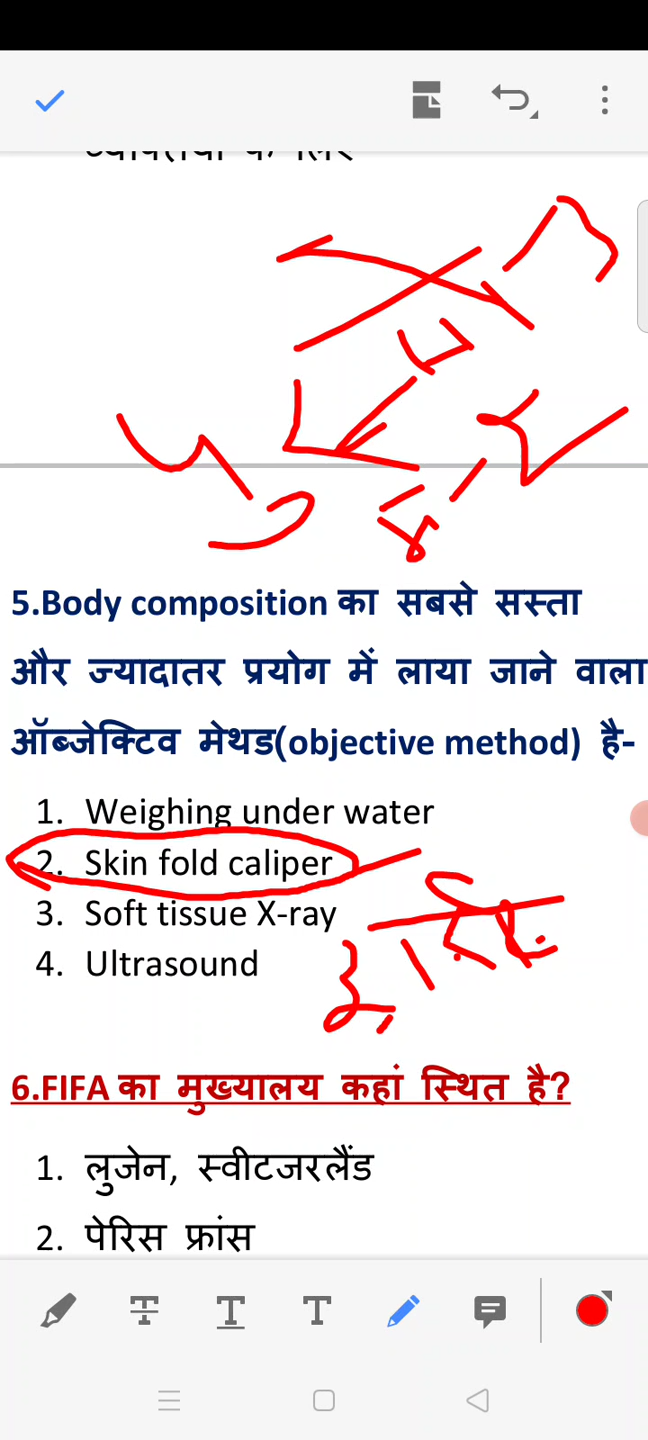 5.Body composition का सबसे सस्ता
और ज्यादातर प्रयोग में लाया जाने वाला
ऑब्जेक्टिव मेथड(objective method) है-
1. Weighing under water
2. Skin fold caliper
3. Soft tissue X-ray
4. Ultrasound
6.FIFA का मुख्यालय कहां स्थित है?
1. लुजेन, स्वीटजरलैंड
2. पेरिस फ्रांस